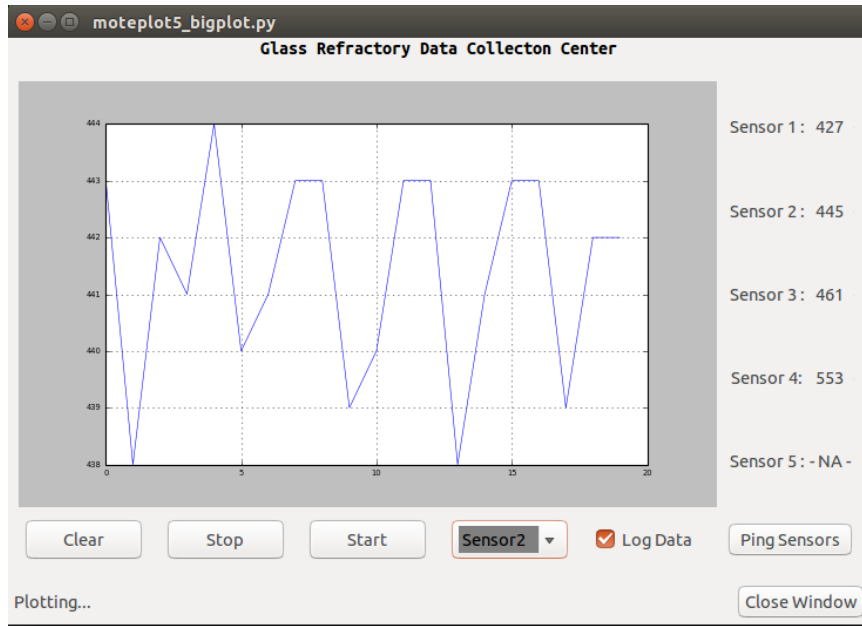 moteplot5_bigplot.py
Glass Refractory Data Collecton Center
444
443
442
441
440
439
438
0 5 10 15 20
Sensor 1 : 427
Sensor 2 : 445
Sensor 3 : 461
Sensor 4: 553
Sensor 5 : - NA -
Clear Stop Start Sensor2 Log Data Ping Sensors
Plotting... Close Window